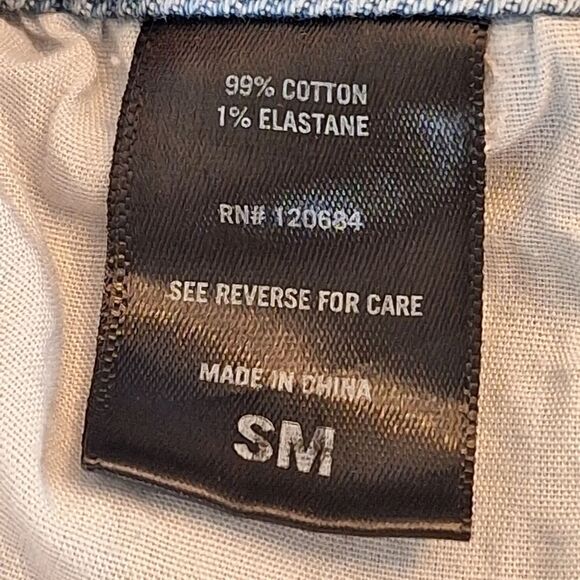 99% COTTON
1% ELASTANE
RN# 120684
SEE REVERSE FOR CARE
MADE IN CHINA
SM